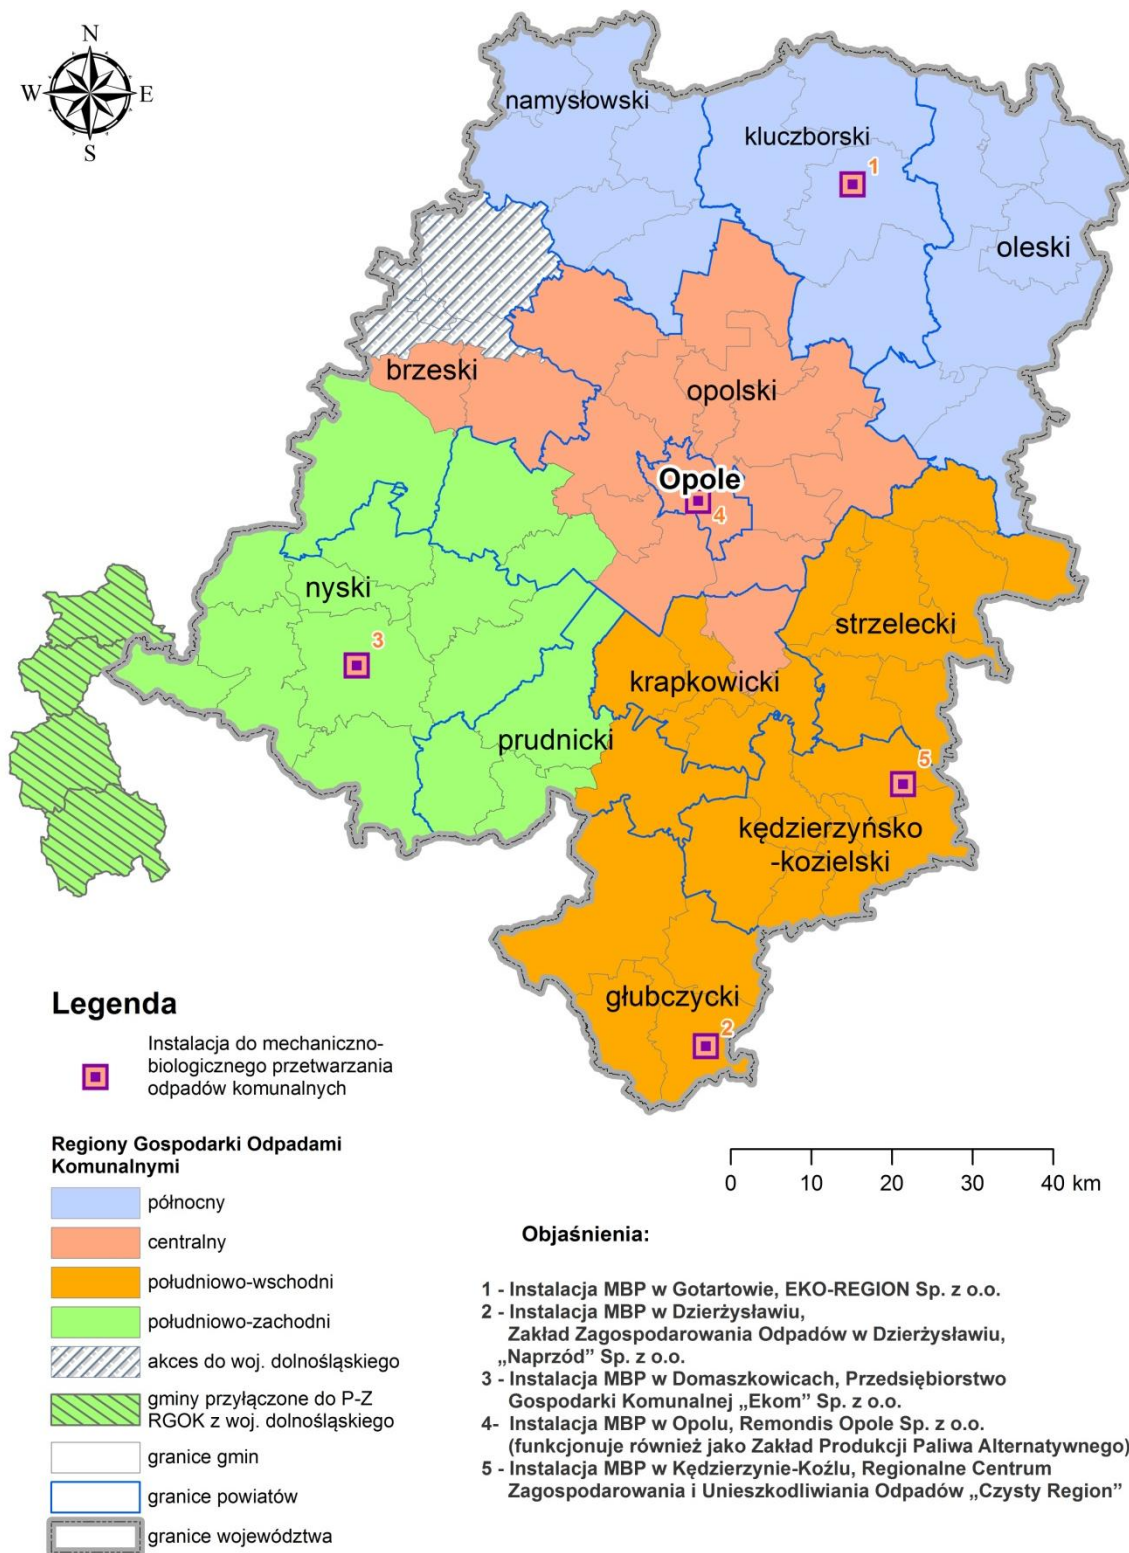 N
W E
S
namysłowski
kluczborski
1
oleski
brzeski
opolski
Opole
4
nyski
3
strzelecki
krapkowicki
prudnicki
5
kędzierzyńsko
-kozielski
głubczycki
2
Legenda
Instalacja do mechaniczno-
biologicznego przetwarzania
odpadów komunalnych
Regiony Gospodarki Odpadami
Komunalnymi
północny
centralny
południowo-wschodni
południowo-zachodni
akces do woj. dolnośląskiego
gminy przyłączone do P-Z
RGOK z woj. dolnośląskiego
granice gmin
granice powiatów
granice województwa
0 10 20 30 40 km
Objaśnienia:
1 - Instalacja MBP w Gotartowie, EKO-REGION Sp. z o.o.
2 - Instalacja MBP w Dzierżysławiu,
Zakład Zagospodarowania Odpadów w Dzierżysławiu,
„Naprzód” Sp. z o.o.
3 - Instalacja MBP w Domaszkowicach, Przedsiębiorstwo
Gospodarki Komunalnej „Ekom” Sp. z o.o.
4- Instalacja MBP w Opolu, Remondis Opole Sp. z o.o.
(funkcjonuje również jako Zakład Produkcji Paliwa Alternatywnego)
5 - Instalacja MBP w Kędzierzynie-Koźlu, Regionalne Centrum
Zagospodarowania i Unieszkodliwiania Odpadów „Czysty Region”